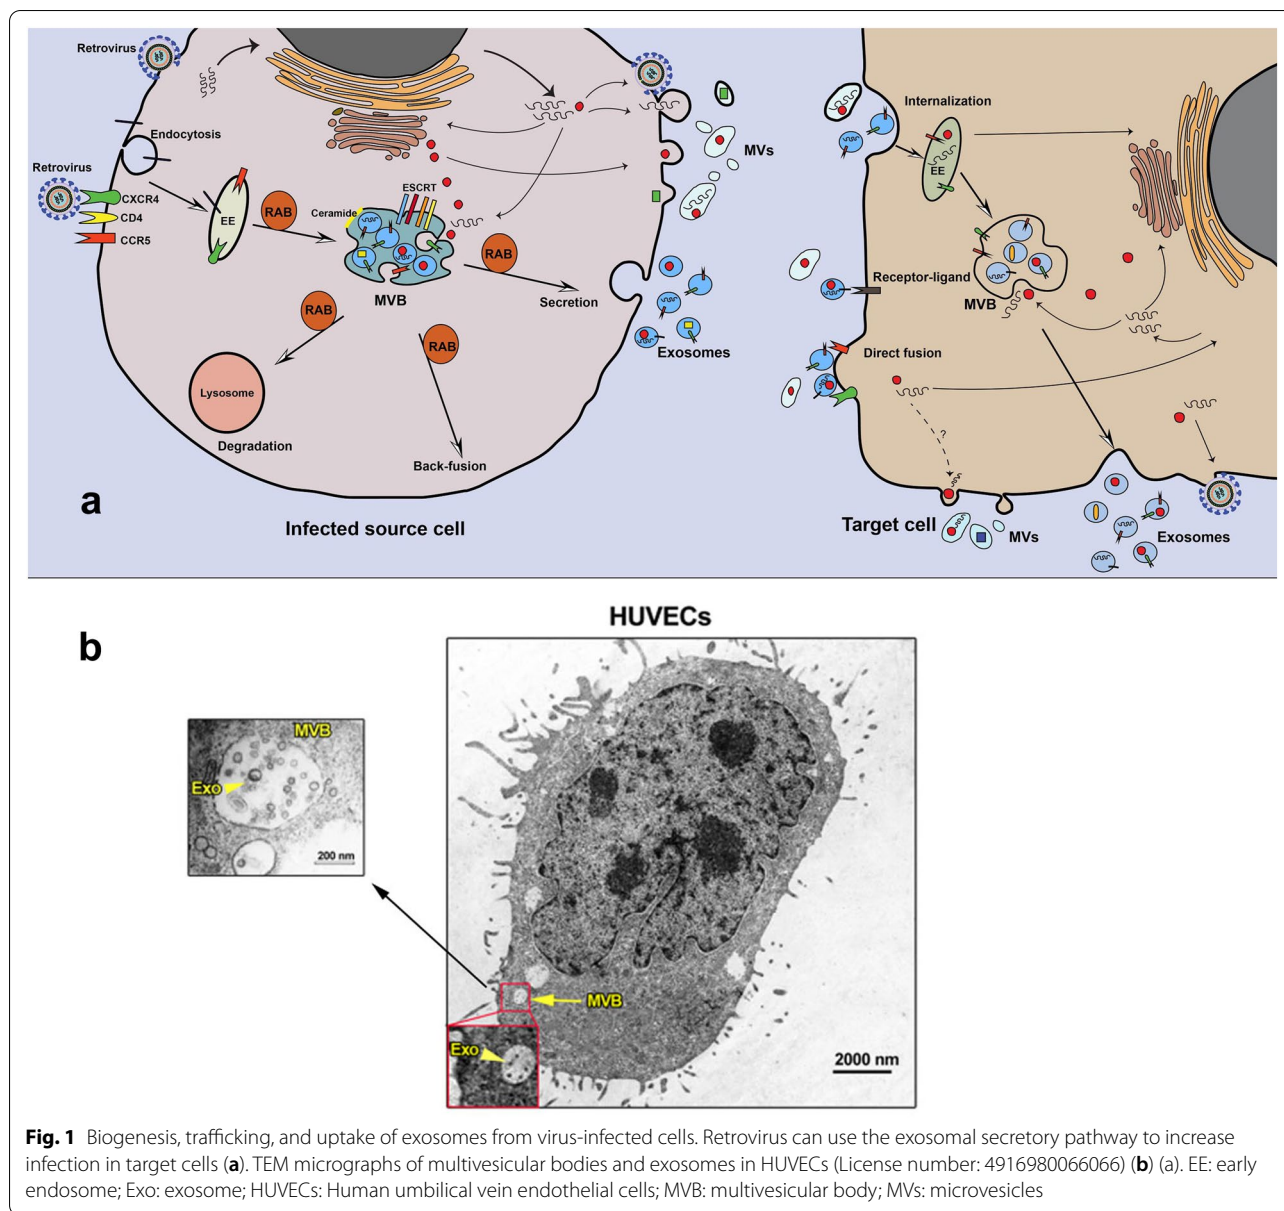 Retrovirus
Endocytosis
Retrovirus
CXCR4
CD4
CCR5
EE
RAB
Ceramide
ESCRT
MVB
RAB
Secretion
RAB
RAB
Lysosome
Degradation
Back-fusion
MVs
Exosomes
a
Infected source cell
Internalization
EE
Receptor-ligand
MVB
Direct fusion
?
Target cell
MVs
Exosomes
b
HUVECs
MVB
Exo
200 nm
MVB
Exo
2000 nm
Fig. 1 Biogenesis, trafficking, and uptake of exosomes from virus-infected cells. Retrovirus can use the exosomal secretory pathway to increase
infection in target cells (a). TEM micrographs of multivesicular bodies and exosomes in HUVECs (License number: 4916980066066) (b) (a). EE: early
endosome; Exo: exosome; HUVECs: Human umbilical vein endothelial cells; MVB: multivesicular body; MVs: microvesicles